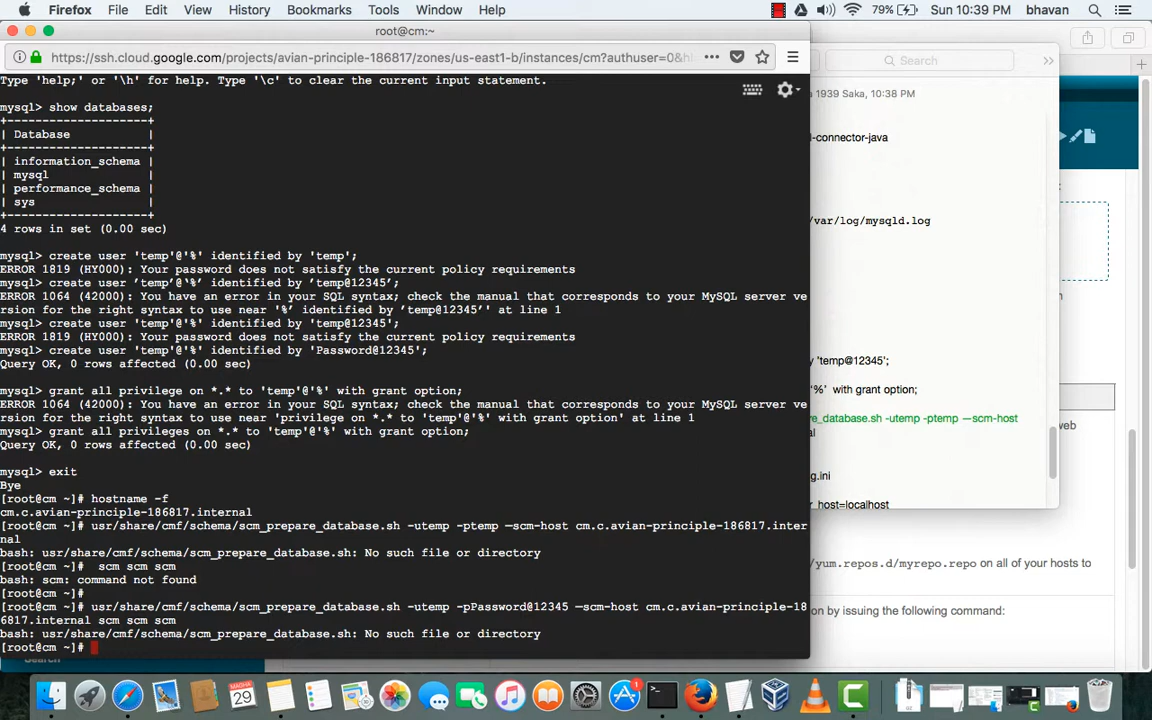 Firefox File Edit View History Bookmarks Tools Window Help 79% Sun 10:39 PM bhavan
root@cm:~
https://ssh.cloud.google.com/projects/avian-principle-186817/zones/us-east1-b/instances/cm?authuser=0&h
Search
Type 'help;' or '\h' for help. Type '\c' to clear the current input statement.
1939 Saka, 10:38 PM
mysql> show databases;
+--------------------+
| Database |
+--------------------+
| information_schema |
| mysql |
| performance_schema |
| sys |
+--------------------+
4 rows in set (0.00 sec)
mysql> create user 'temp'@'%' identified by 'temp';
ERROR 1819 (HY000): Your password does not satisfy the current policy requirements
mysql> create user ’temp’@‘%’ identified by ’temp@12345’;
ERROR 1064 (42000): You have an error in your SQL syntax; check the manual that corresponds to your MySQL server ve
rsion for the right syntax to use near '%’ identified by ’temp@12345’' at line 1
mysql> create user 'temp'@'%' identified by 'temp@12345';
ERROR 1819 (HY000): Your password does not satisfy the current policy requirements
mysql> create user 'temp'@'%' identified by 'Password@12345';
Query OK, 0 rows affected (0.00 sec)
mysql> grant all privilege on *.* to 'temp'@'%' with grant option;
ERROR 1064 (42000): You have an error in your SQL syntax; check the manual that corresponds to your MySQL server ve
rsion for the right syntax to use near 'privilege on *.* to 'temp'@'%' with grant option' at line 1
mysql> grant all privileges on *.* to 'temp'@'%' with grant option;
Query OK, 0 rows affected (0.00 sec)
mysql> exit
Bye
[root@cm ~]# hostname -f
cm.c.avian-principle-186817.internal
[root@cm ~]# usr/share/cmf/schema/scm_prepare_database.sh -utemp -ptemp —scm-host cm.c.avian-principle-186817.inter
nal
bash: usr/share/cmf/schema/scm_prepare_database.sh: No such file or directory
[root@cm ~]# scm scm scm
bash: scm: command not found
[root@cm ~]#
[root@cm ~]# usr/share/cmf/schema/scm_prepare_database.sh -utemp -pPassword@12345 —scm-host cm.c.avian-principle-18
6817.internal scm scm scm
bash: usr/share/cmf/schema/scm_prepare_database.sh: No such file or directory
[root@cm ~]#
-connector-java
/var/log/mysqld.log
y 'temp@12345';
'%' with grant option;
re_database.sh -utemp -ptemp —scm-host
al
web
g.ini
host=localhost
/yum.repos.d/myrepo.repo on all of your hosts to
on by issuing the following command:
Search
29
1